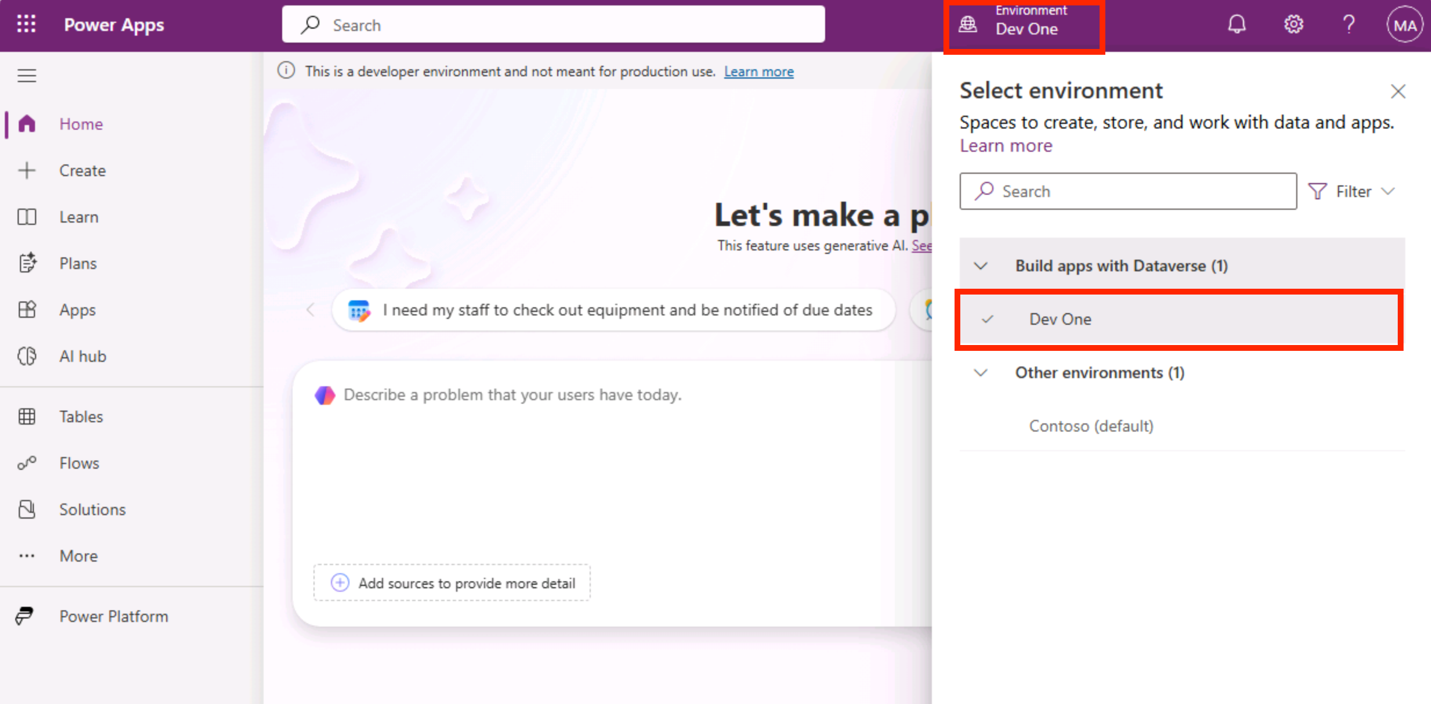 Power Apps
Search
Environment
Dev One
?
MA
Home
Create
Learn
Plans
Apps
AI hub
Tables
Flows
Solutions
More
Power Platform
This is a developer environment and not meant for production use. Learn more
Let's make a
This feature uses generative AI. See
I need my staff to check out equipment and be notified of due dates
Describe a problem that your users have today.
Add sources to provide more detail
Select environment
Spaces to create, store, and work with data and apps.
Learn more
Search
Filter
Build apps with Dataverse (1)
Dev One
Other environments (1)
Contoso (default)